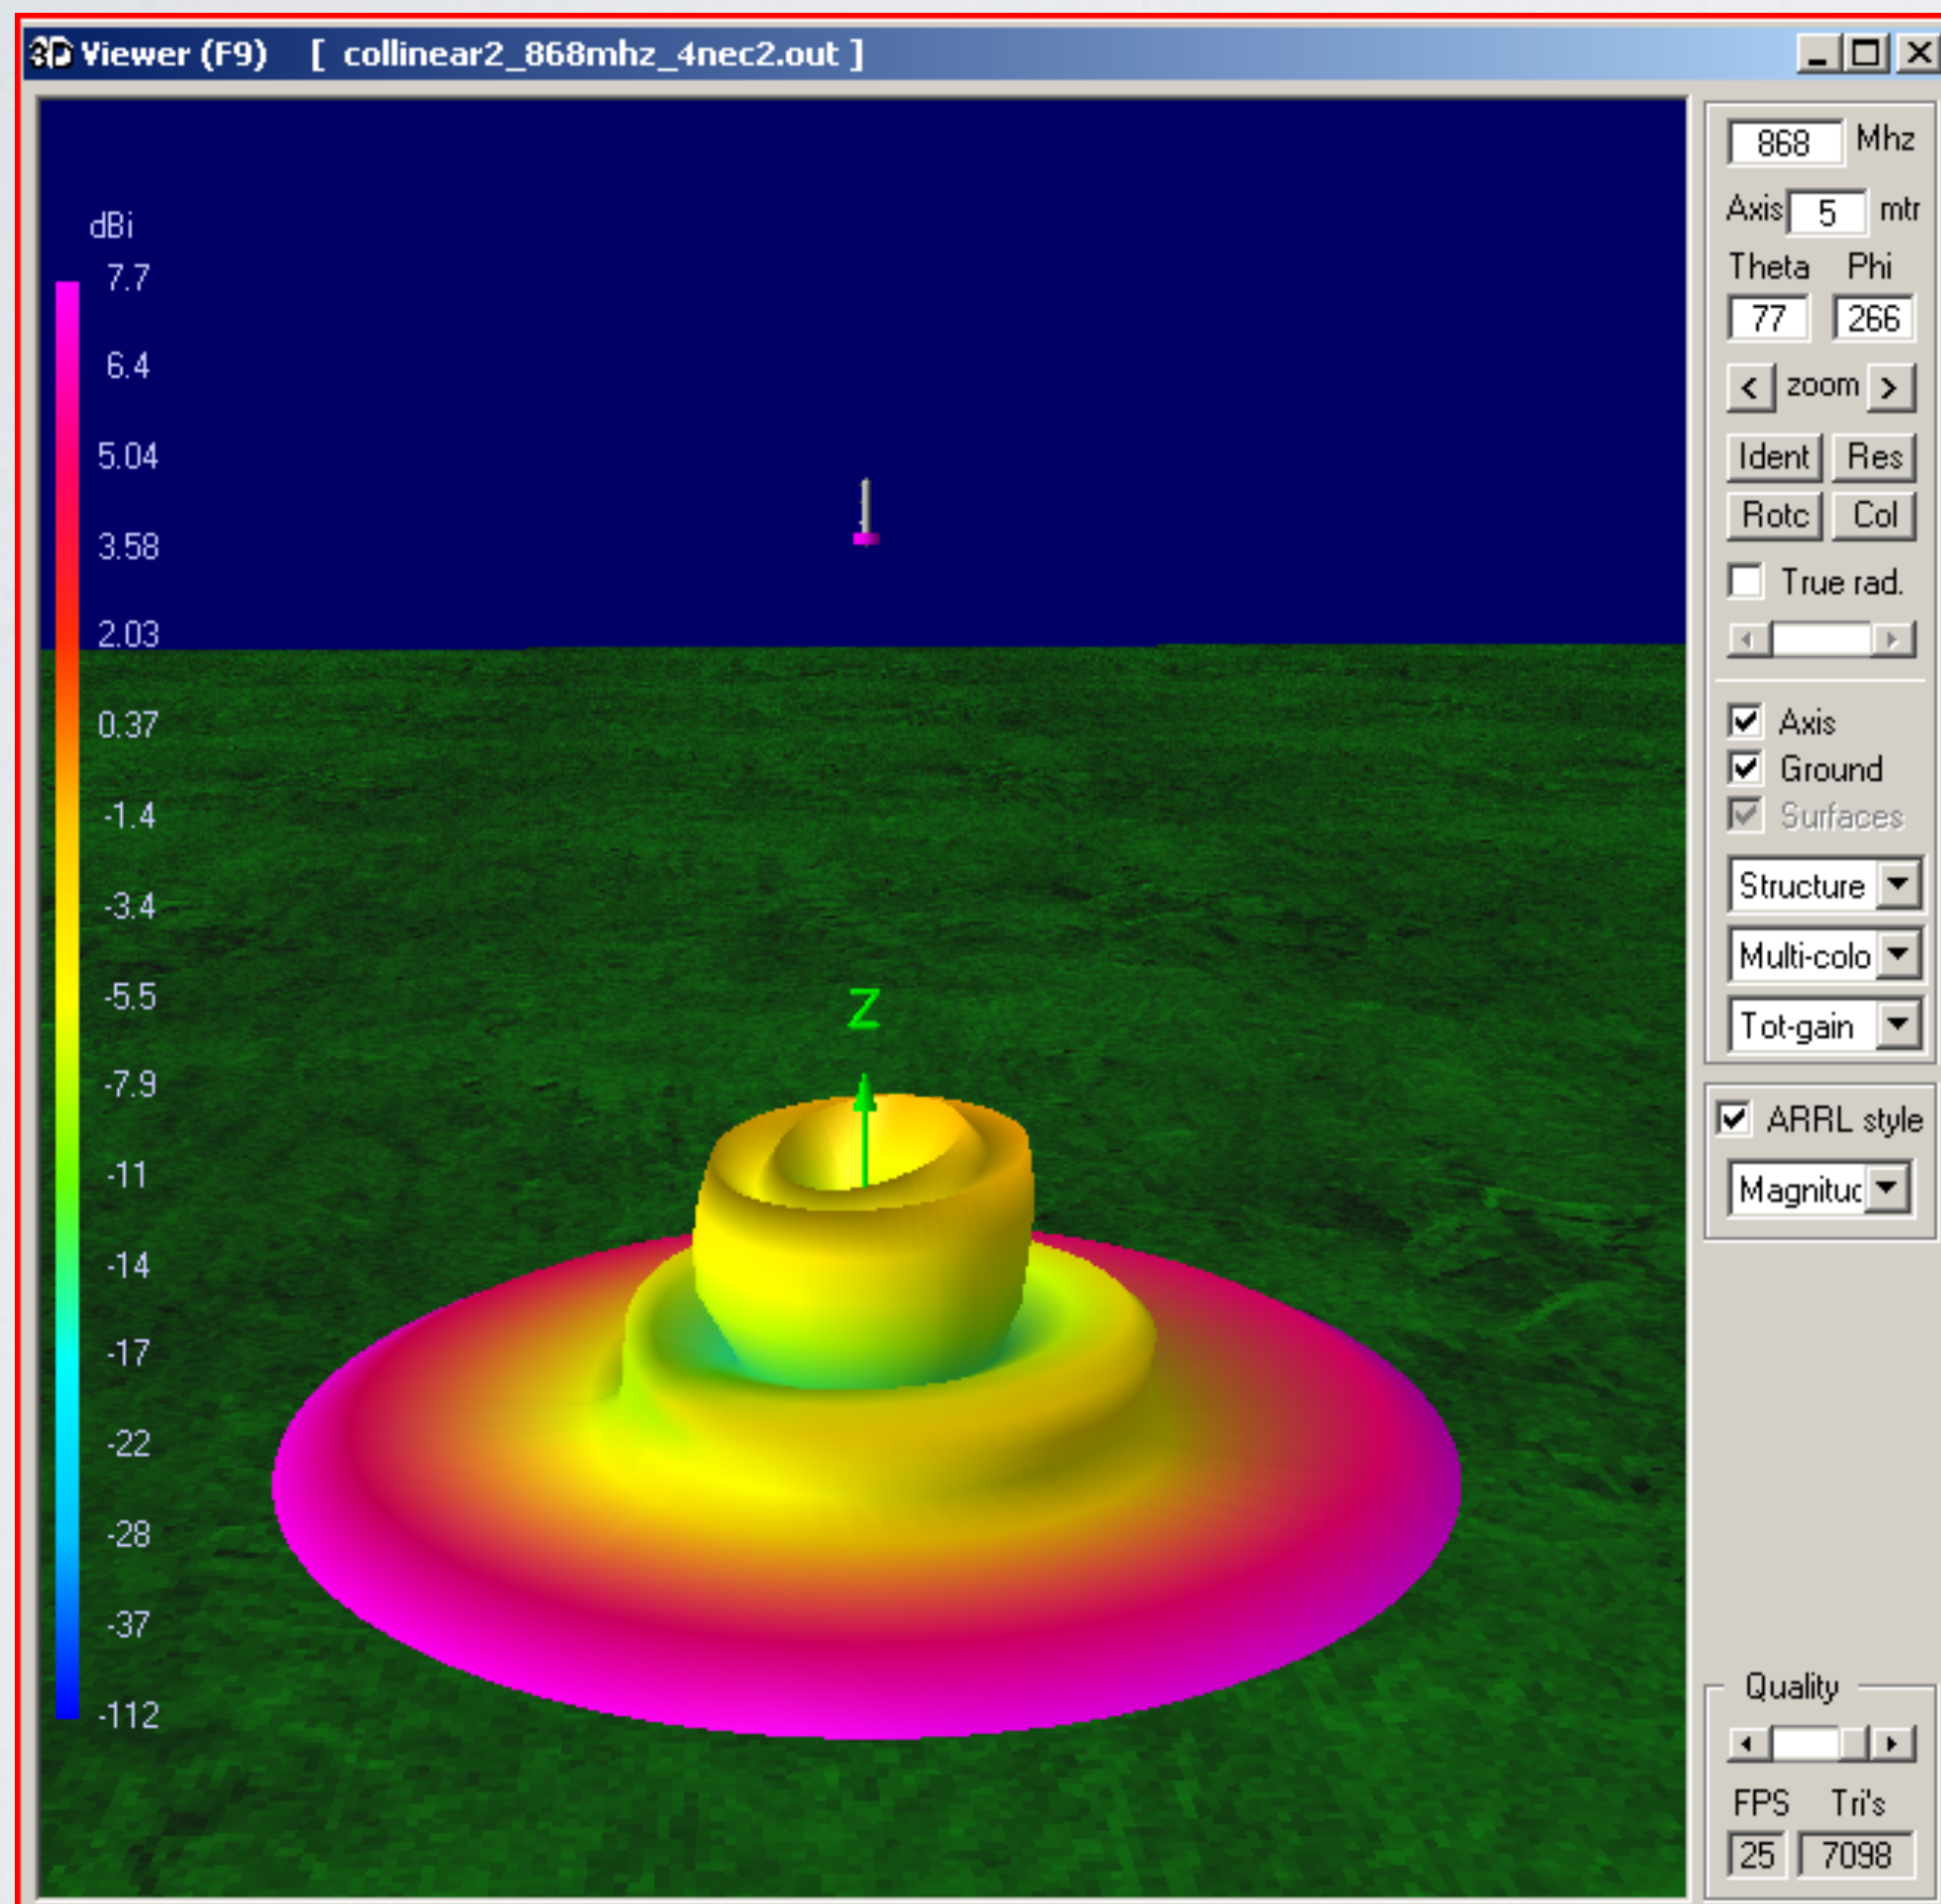 3D Viewer (F9) [ collinear2_868mhz_4nec2.out ]
dBi
7.7
6.4
5.04
3.58
2.03
0.37
-1.4
-3.4
-5.5
-7.9
-11
-14
-17
-22
-28
-37
-112
Z
868 Mhz
Axis 5 mtr
Theta Phi
77 266
< zoom >
Ident Res
Rotc Col
True rad.
Axis
Ground
Surfaces
Structure
Multi-colo
Tot-gain
ARRL style
Magnituc
Quality
FPS Tri's
25 7098